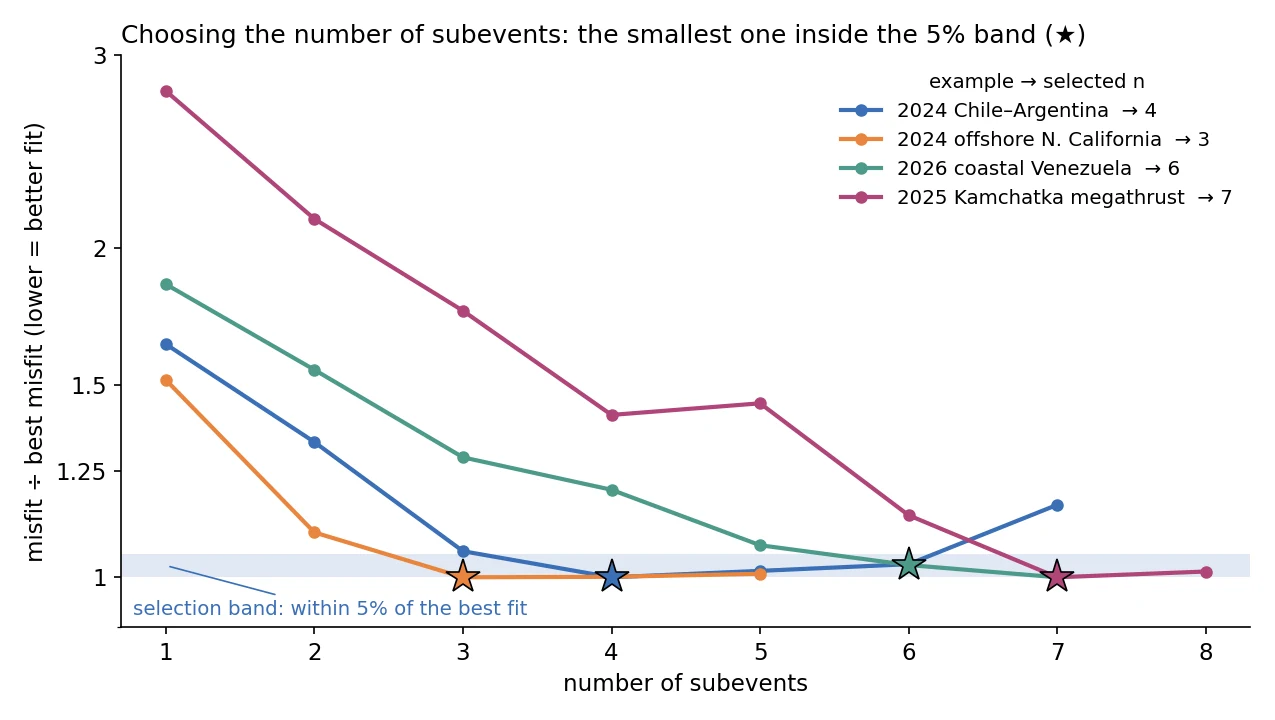 Choosing the number of subevents: the smallest one inside the 5% band (★)
example → selected n
2024 Chile–Argentina → 4
2024 offshore N. California → 3
2026 coastal Venezuela → 6
2025 Kamchatka megathrust → 7
misfit ÷ best misfit (lower = better fit)
3
2
1.5
1.25
1
selection band: within 5% of the best fit
1 2 3 4 5 6 7 8
number of subevents